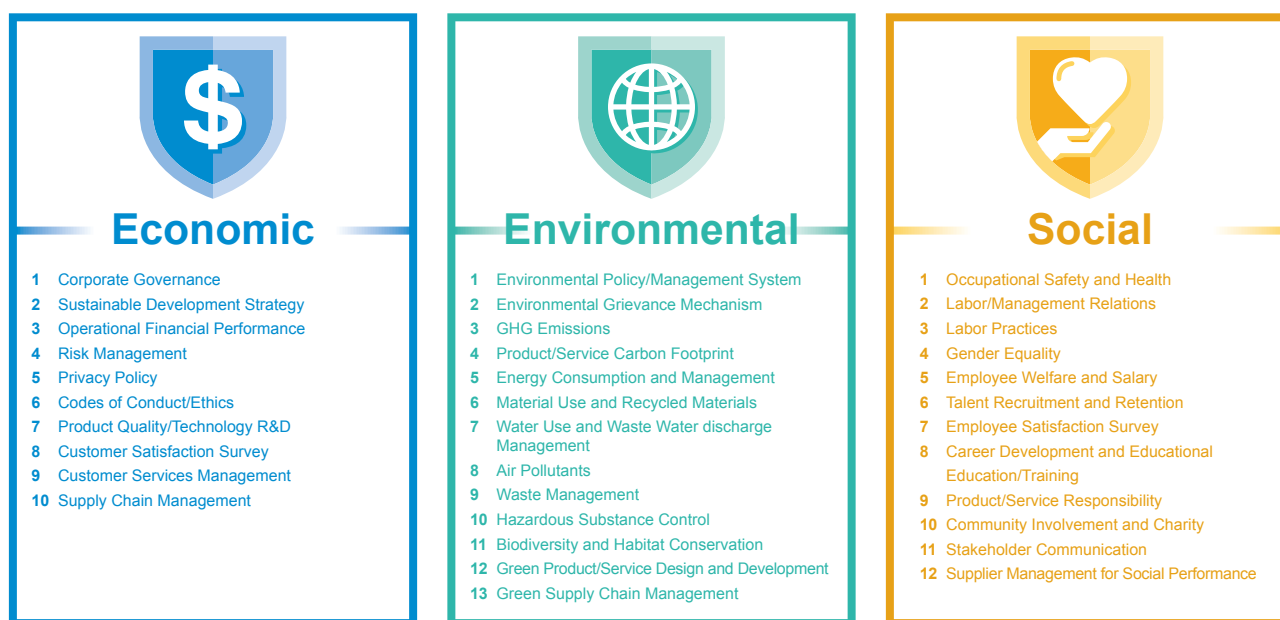 $
Economic
1 Corporate Governance
2 Sustainable Development Strategy
3 Operational Financial Performance
4 Risk Management
5 Privacy Policy
6 Codes of Conduct/Ethics
7 Product Quality/Technology R&D
8 Customer Satisfaction Survey
9 Customer Services Management
10 Supply Chain Management
Environmental
1 Environmental Policy/Management System
2 Environmental Grievance Mechanism
3 GHG Emissions
4 Product/Service Carbon Footprint
5 Energy Consumption and Management
6 Material Use and Recycled Materials
7 Water Use and Waste Water discharge
Management
8 Air Pollutants
9 Waste Management
10 Hazardous Substance Control
11 Biodiversity and Habitat Conservation
12 Green Product/Service Design and Development
13 Green Supply Chain Management
Social
1 Occupational Safety and Health
2 Labor/Management Relations
3 Labor Practices
4 Gender Equality
5 Employee Welfare and Salary
6 Talent Recruitment and Retention
7 Employee Satisfaction Survey
8 Career Development and Educational
Education/Training
9 Product/Service Responsibility
10 Community Involvement and Charity
11 Stakeholder Communication
12 Supplier Management for Social Performance